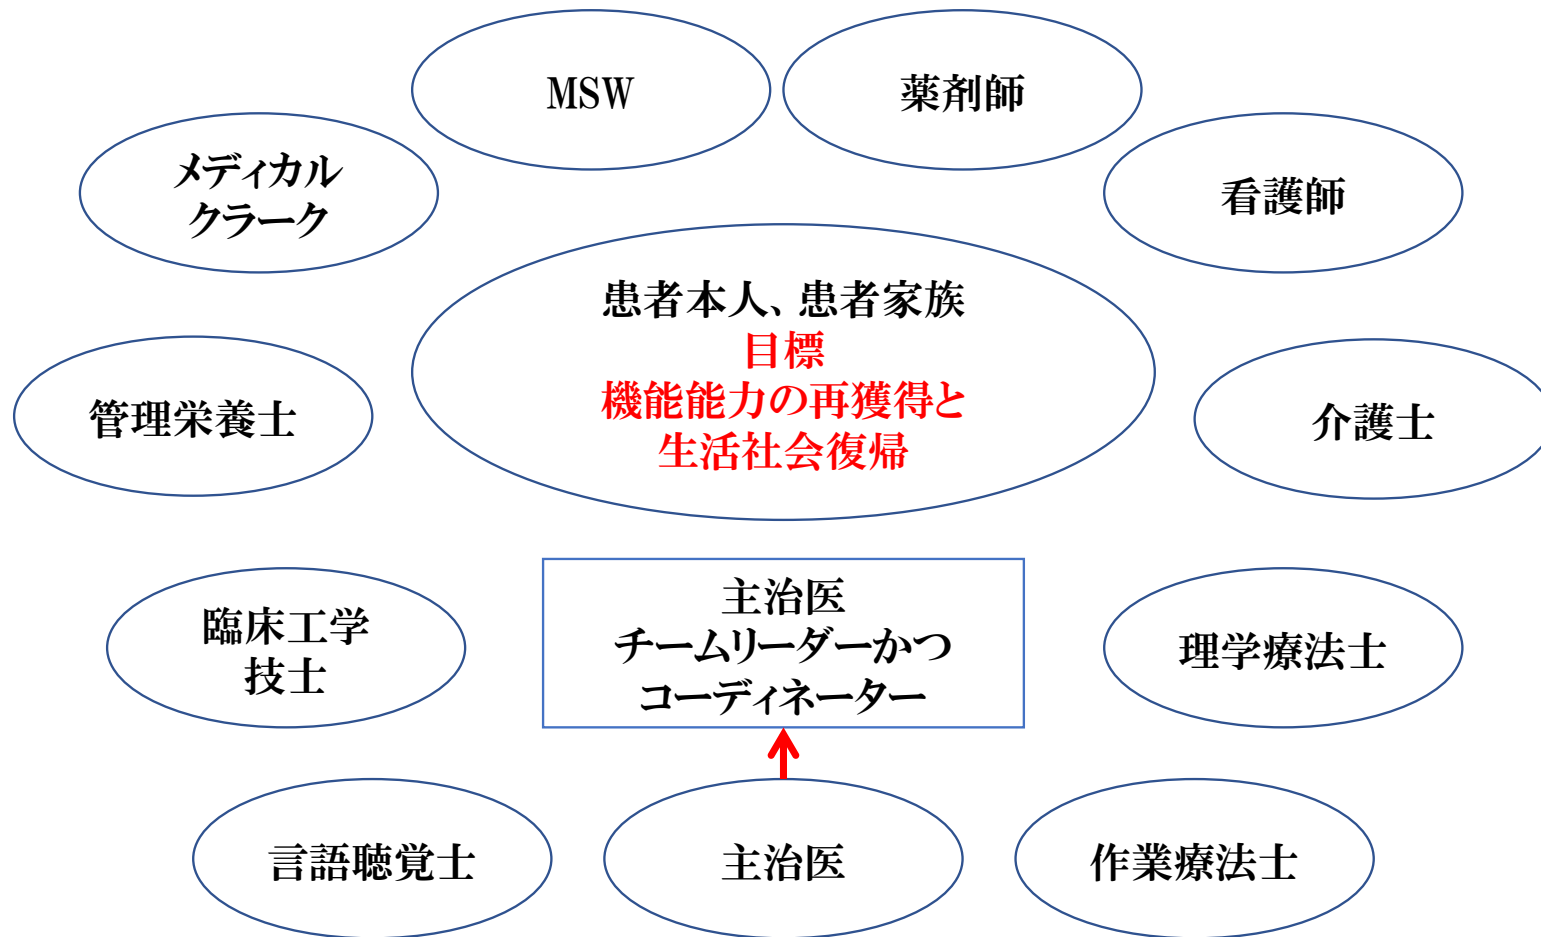 MSW
薬剤師
メディカル
クラーク
看護師
患者本人、患者家族
目標
機能能力の再獲得と
生活社会復帰
管理栄養士
介護士
臨床工学
技士
主治医
チームリーダーかつ
コーディネーター
理学療法士
言語聴覚士
主治医
作業療法士